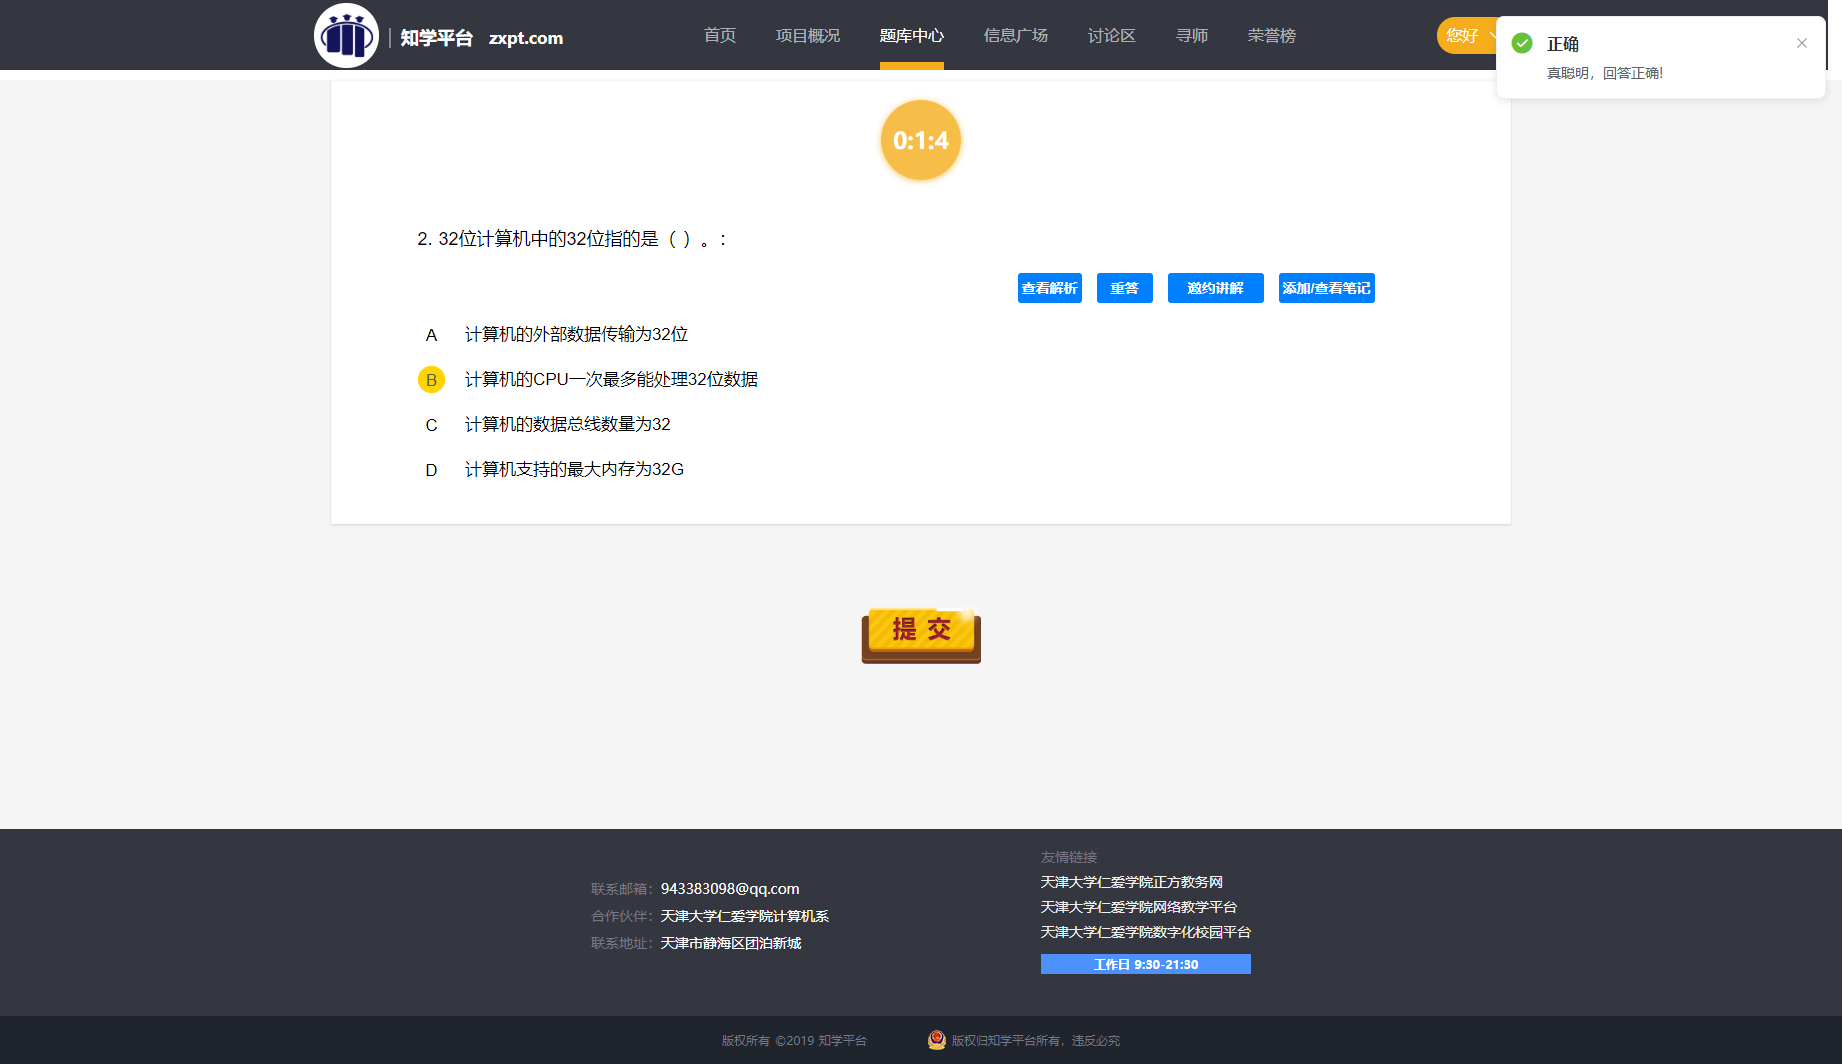 知学平台 zxpt.com
首页 项目概况 题库中心 信息广场 讨论区 寻师 荣誉榜
您好
正确
真聪明，回答正确!
0:1:4
2. 32位计算机中的32位指的是（ ）。:
查看解析 重答 邀约讲解 添加/查看笔记
A 计算机的外部数据传输为32位
B 计算机的CPU一次最多能处理32位数据
C 计算机的数据总线数量为32
D 计算机支持的最大内存为32G
提 交
联系邮箱：943383098@qq.com
合作伙伴：天津大学仁爱学院计算机系
联系地址：天津市静海区团泊新城
友情链接
天津大学仁爱学院正方教务网
天津大学仁爱学院网络教学平台
天津大学仁爱学院数字化校园平台
工作日 9:30-21:30
版权所有 ©2019 知学平台
版权归知学平台所有，违反必究